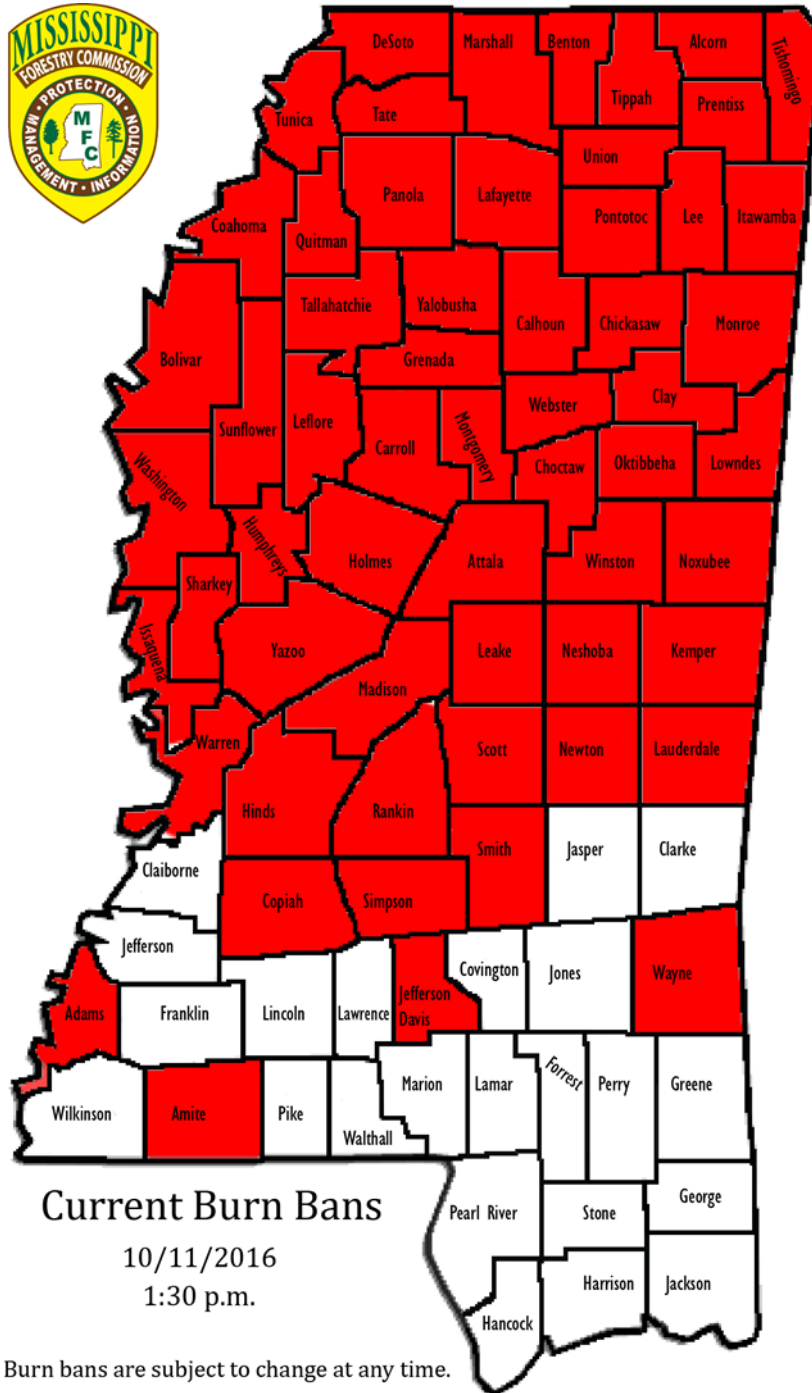 MISSISSIPPI
FORESTRY COMMISSION
PROTECTION • MANAGEMENT • INFORMATION
M
F
C
DeSoto
Marshall
Benton
Tippah
Alcorn
Tishomingo
Tunica
Tate
Prentiss
Union
Panola
Lafayette
Coahoma
Quitman
Pontotoc
Lee
Itawamba
Tallahatchie
Yalobusha
Calhoun
Chickasaw
Monroe
Bolivar
Grenada
Sunflower
Leflore
Carroll
Montgomery
Webster
Clay
Washington
Choctaw
Oktibbeha
Lowndes
Humphreys
Holmes
Attala
Winston
Noxubee
Sharkey
Issaquena
Yazoo
Madison
Leake
Neshoba
Kemper
Warren
Scott
Newton
Lauderdale
Hinds
Rankin
Smith
Jasper
Clarke
Claiborne
Copiah
Simpson
Jefferson
Covington
Jones
Wayne
Adams
Franklin
Lincoln
Lawrence
Jefferson
Davis
Wilkinson
Amite
Pike
Walthall
Marion
Lamar
Forrest
Perry
Greene
Pearl River
Stone
George
Hancock
Harrison
Jackson
Current Burn Bans
10/11/2016
1:30 p.m.
Burn bans are subject to change at any time.